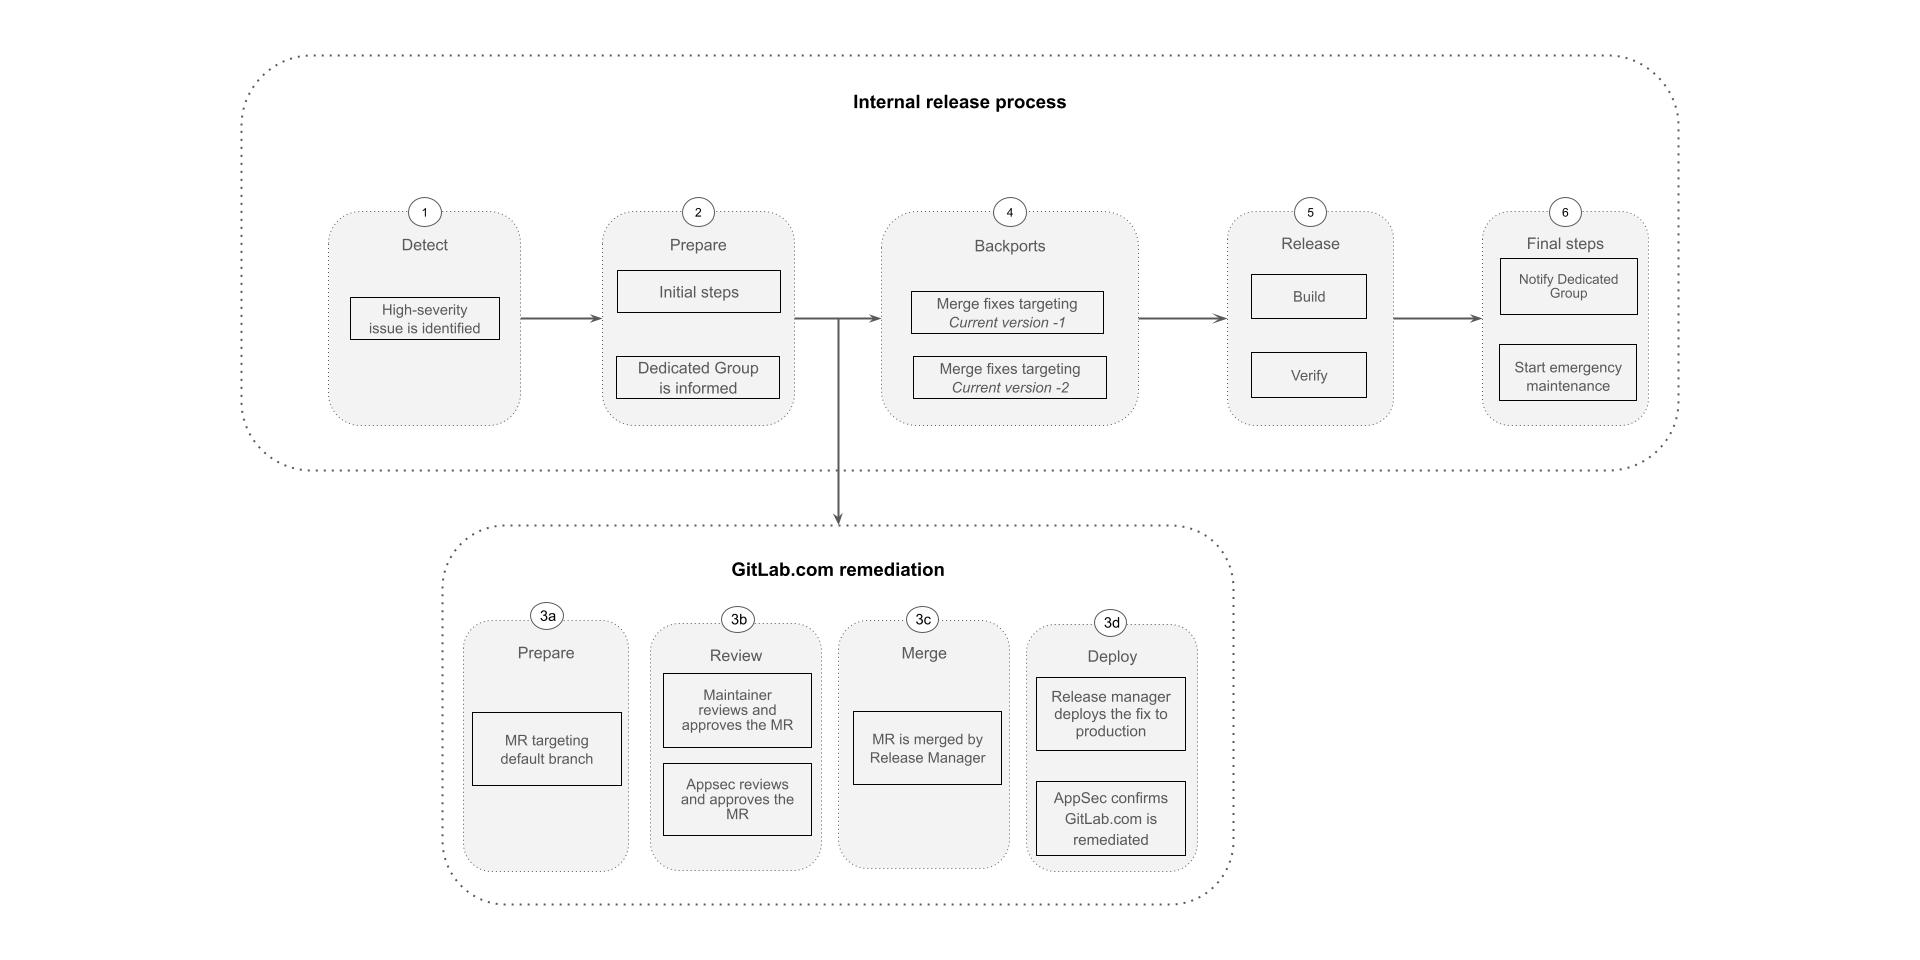 Internal release process
1
Detect
High-severity
issue is identified
2
Prepare
Initial steps
Dedicated Group
is informed
4
Backports
Merge fixes targeting
Current version -1
Merge fixes targeting
Current version -2
5
Release
Build
Verify
6
Final steps
Notify Dedicated
Group
Start emergency
maintenance
GitLab.com remediation
3a
Prepare
MR targeting
default branch
3b
Review
Maintainer
reviews and
approves the MR
Appsec reviews
and approves the
MR
3c
Merge
MR is merged by
Release Manager
3d
Deploy
Release manager
deploys the fix to
production
AppSec confirms
GitLab.com is
remediated